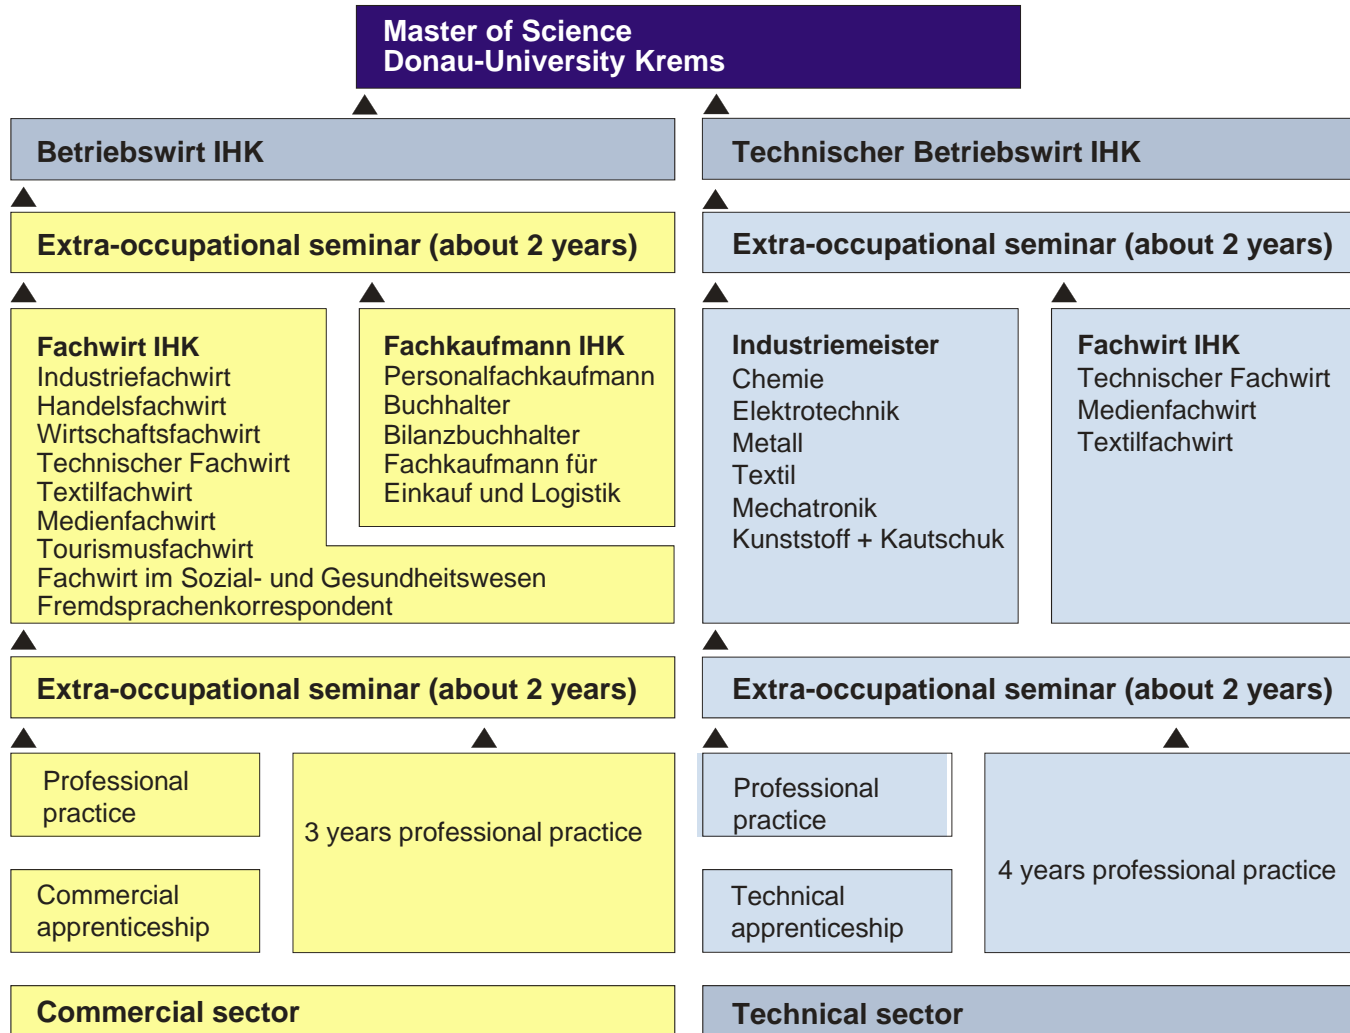 Master of Science
Donau-University Krems
Betriebswirt IHK
Technischer Betriebswirt IHK
Extra-occupational seminar (about 2 years)
Extra-occupational seminar (about 2 years)
Fachwirt IHK
Industriefachwirt
Handelsfachwirt
Wirtschaftsfachwirt
Technischer Fachwirt
Textilfachwirt
Medienfachwirt
Tourismusfachwirt
Fachwirt im Sozial- und Gesundheitswesen
Fremdsprachenkorrespondent
Fachkaufmann IHK
Personalfachkaufmann
Buchhalter
Bilanzbuchhalter
Fachkaufmann für
Einkauf und Logistik
Industriemeister
Chemie
Elektrotechnik
Metall
Textil
Mechatronik
Kunststoff + Kautschuk
Fachwirt IHK
Technischer Fachwirt
Medienfachwirt
Textilfachwirt
Extra-occupational seminar (about 2 years)
Extra-occupational seminar (about 2 years)
Professional
practice
3 years professional practice
Commercial
apprenticeship
Professional
practice
4 years professional practice
Technical
apprenticeship
Commercial sector
Technical sector